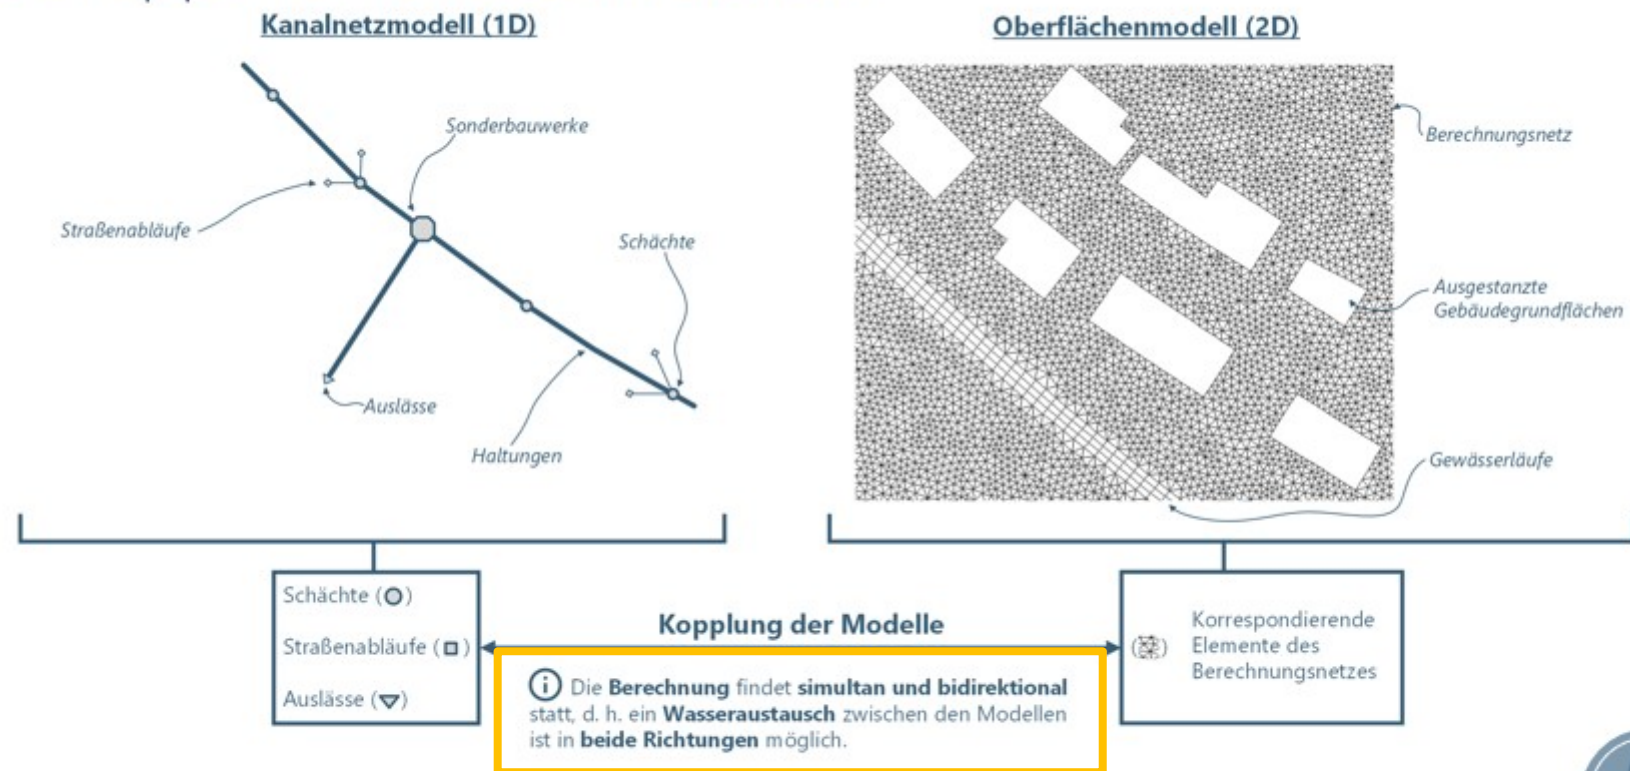 Kanalnetzmodell (1D)
Sonderbauwerke
Straßenabläufe
Schächte
Auslässe
Haltungen
Oberflächenmodell (2D)
Berechnungsnetz
Ausgestanzte
Gebäudegrundflächen
Gewässerläufe
Schächte ( )
Straßenabläufe ( )
Auslässe ( )
Kopplung der Modelle
i Die Berechnung findet simultan und bidirektional
statt, d. h. ein Wasseraustausch zwischen den Modellen
ist in beide Richtungen möglich.
( ) Korrespondierende
Elemente des
Berechnungsnetzes